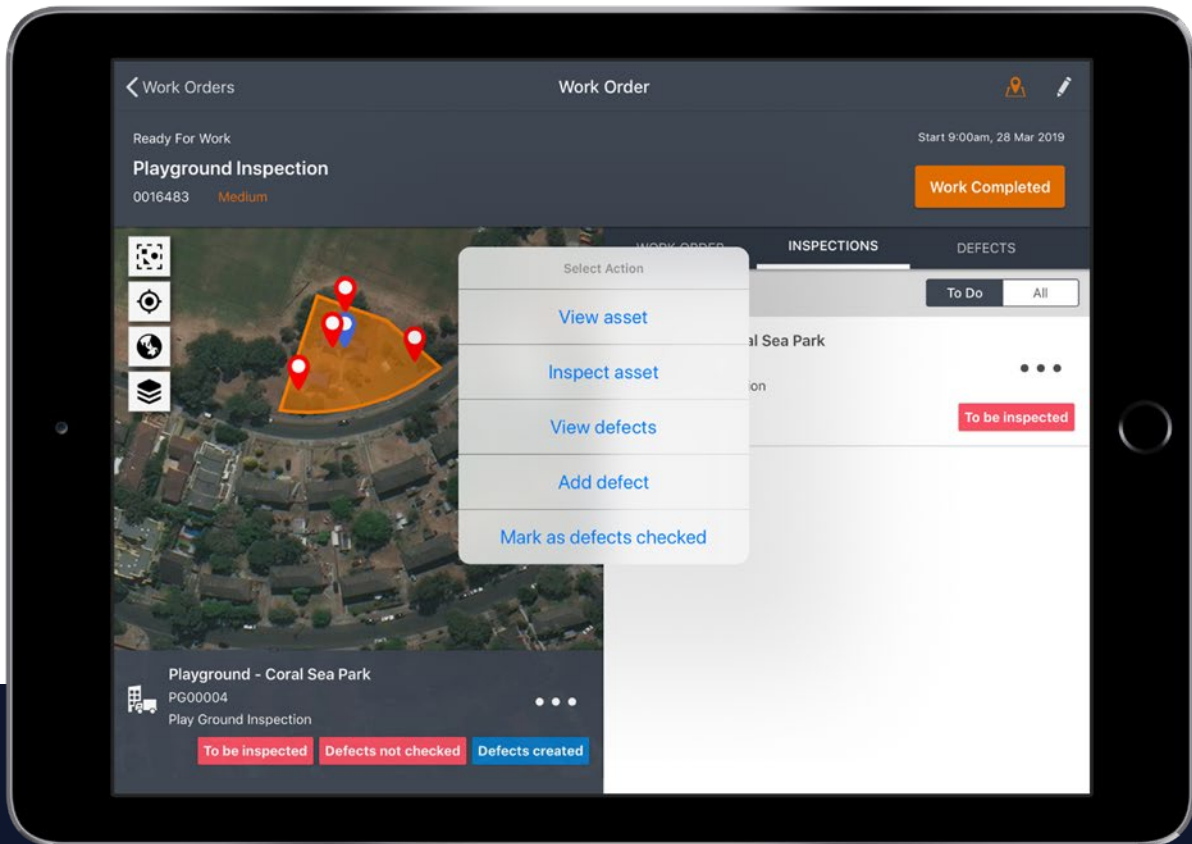 Work Orders
Work Order
Ready For Work
Start 9:00am, 28 Mar 2019
Playground Inspection
0016483 Medium
Work Completed
WORK ORDER
INSPECTIONS
DEFECTS
To Do
All
Select Action
View asset
Inspect asset
View defects
Add defect
Mark as defects checked
al Sea Park
on
To be inspected
Playground - Coral Sea Park
PG00004
Play Ground Inspection
To be inspected Defects not checked Defects created